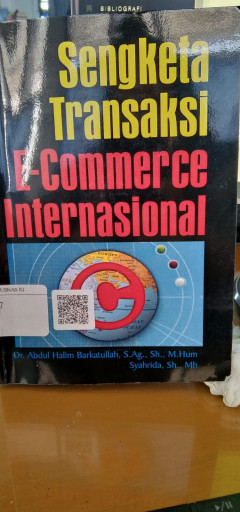 BIBLIOGRAFI
Sengketa
Transaksi
E-Commerce
Internasional
Dr. Abdul Halim Barkatullah, S.Ag., Sh., M.Hum
Syahrida, Sh., Mh